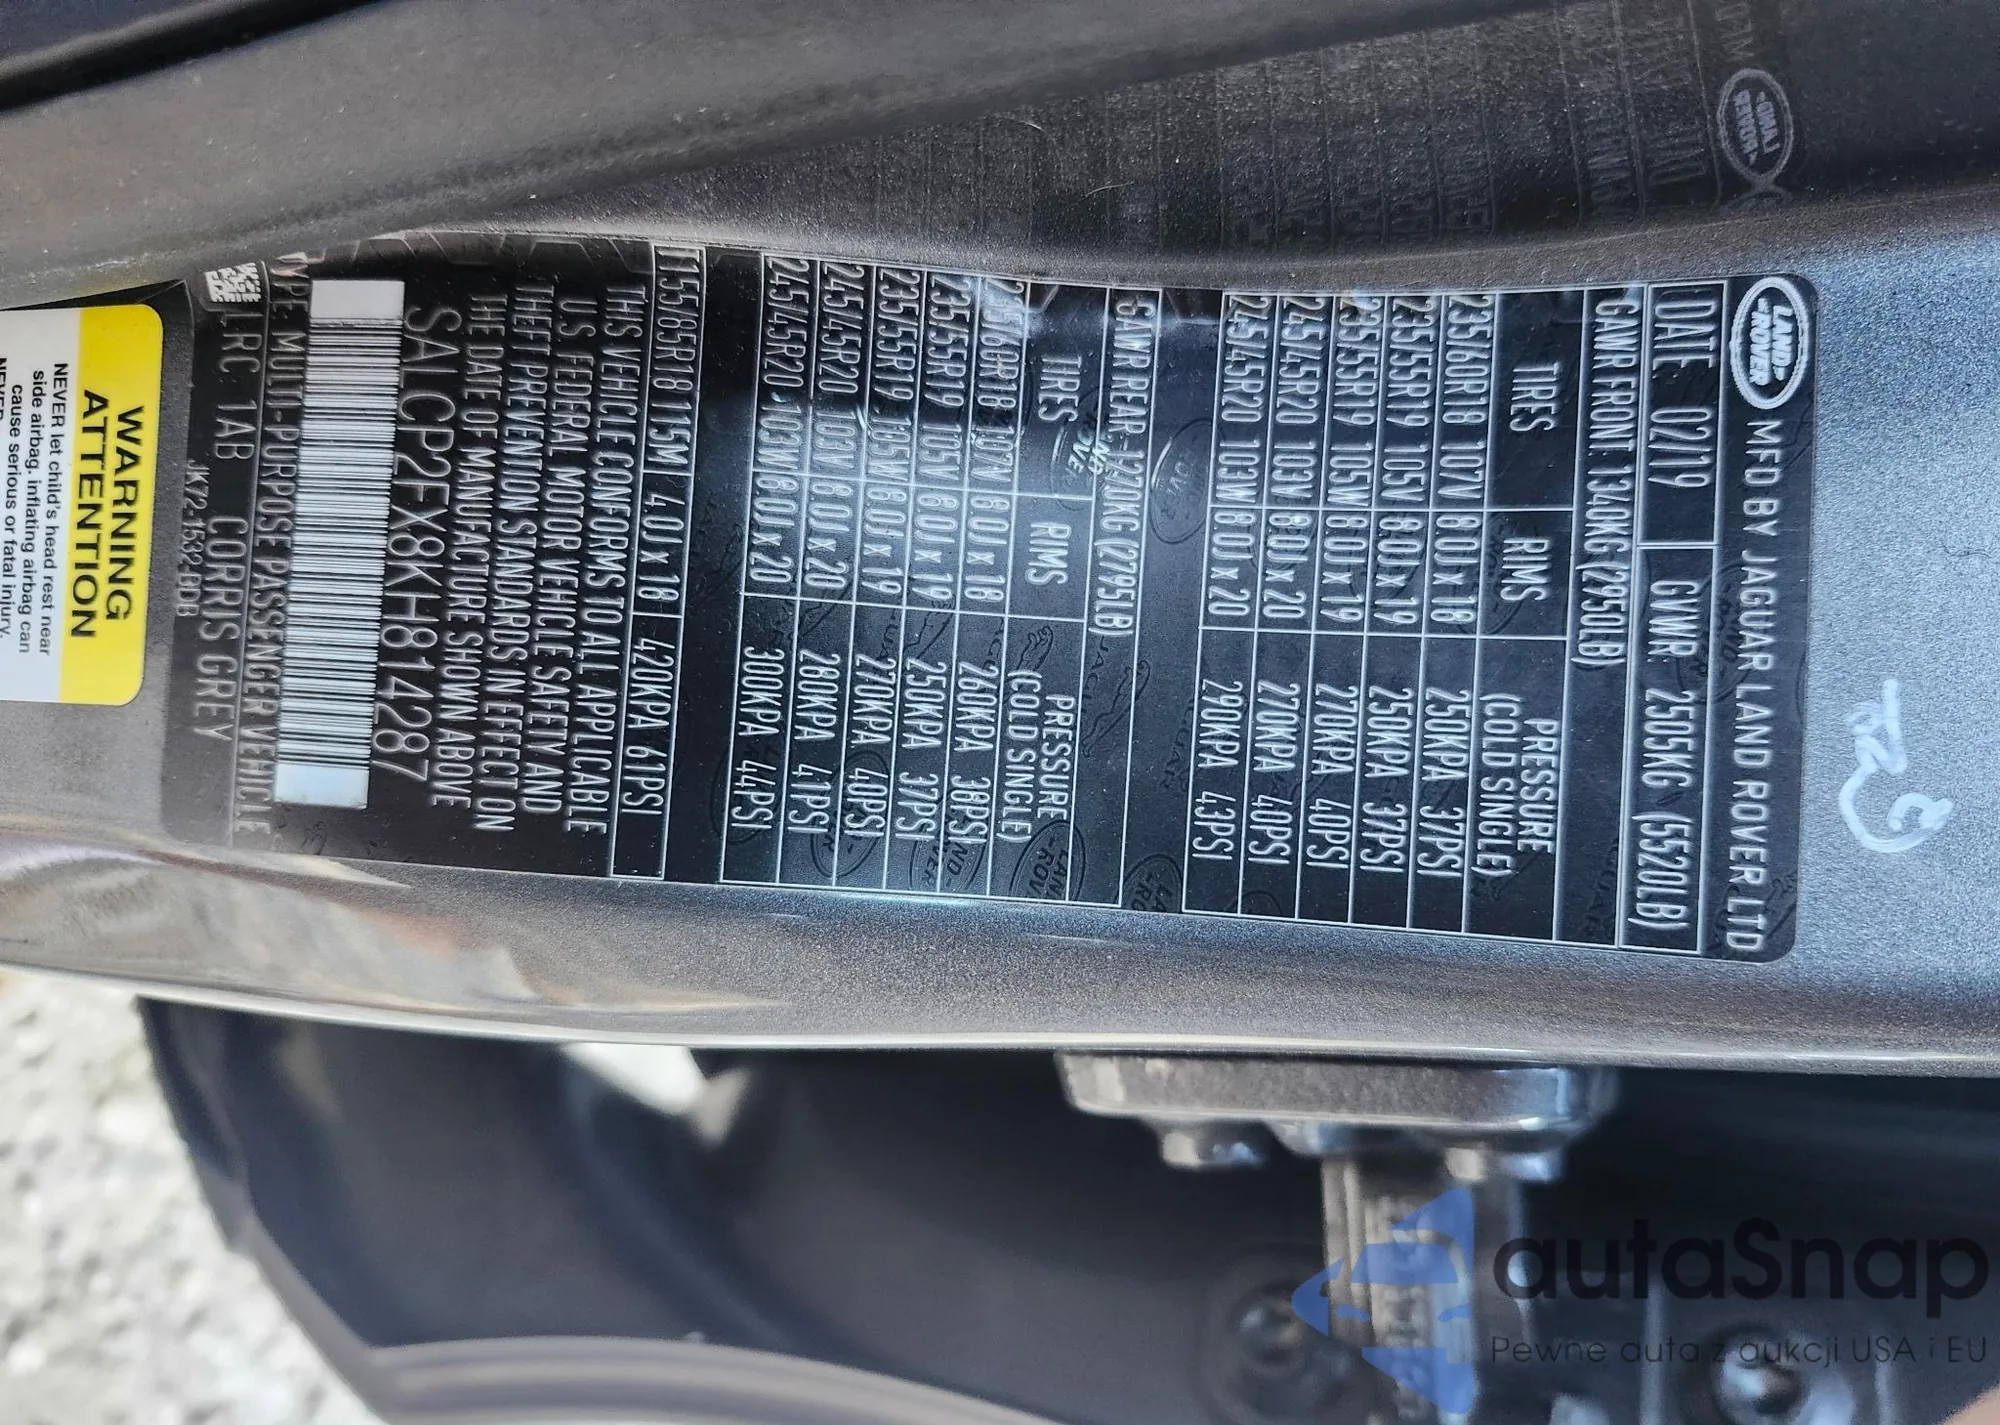 LAND-
-ROVER
MFD BY JAGUAR LAND ROVER LTD
DATE 02/19 GVWR: 2505KG (5520LB)
GAWR FRONT: 1340KG (2950LB)
TIRES RIMS PRESSURE
(COLD SINGLE)
235/60R18 107V 8.0J x 18 250KPA 37PSI
235/55R19 105V 8.0J x 19 250KPA 37PSI
235/55R19 105W 8.0J x 19 270KPA 40PSI
245/45R20 103V 8.0J x 20 270KPA 40PSI
245/45R20 103W 8.0J x 20 290KPA 43PSI
GAWR REAR: 1270KG (2795LB)
TIRES RIMS PRESSURE
(COLD SINGLE)
235/60R18 8.0J x 18 260KPA 38PSI
235/55R19 105V 8.0J x 19 250KPA 37PSI
235/55R19 105W 8.0J x 19 270KPA 40PSI
245/45R20 103V 8.0J x 20 280KPA 41PSI
245/45R20 103W 8.0J x 20 300KPA 44PSI
T155/85R18 115M 4.0J x 18 420KPA 61PSI
THIS VEHICLE CONFORMS TO ALL APPLICABLE
U.S FEDERAL MOTOR VEHICLE SAFETY AND
THEFT PREVENTION STANDARDS IN EFFECT ON
THE DATE OF MANUFACTURE SHOWN ABOVE
SALCP2FX8KH814287
TYPE MULTI-PURPOSE PASSENGER VEHICLE
LRC 1AB CORRIS GREY
WARNING
ATTENTION
NEVER let child's head rest near
side airbag. inflating airbag can
cause serious or fatal injury.
autaSnap
Pewne auta z aukcji USA i EU